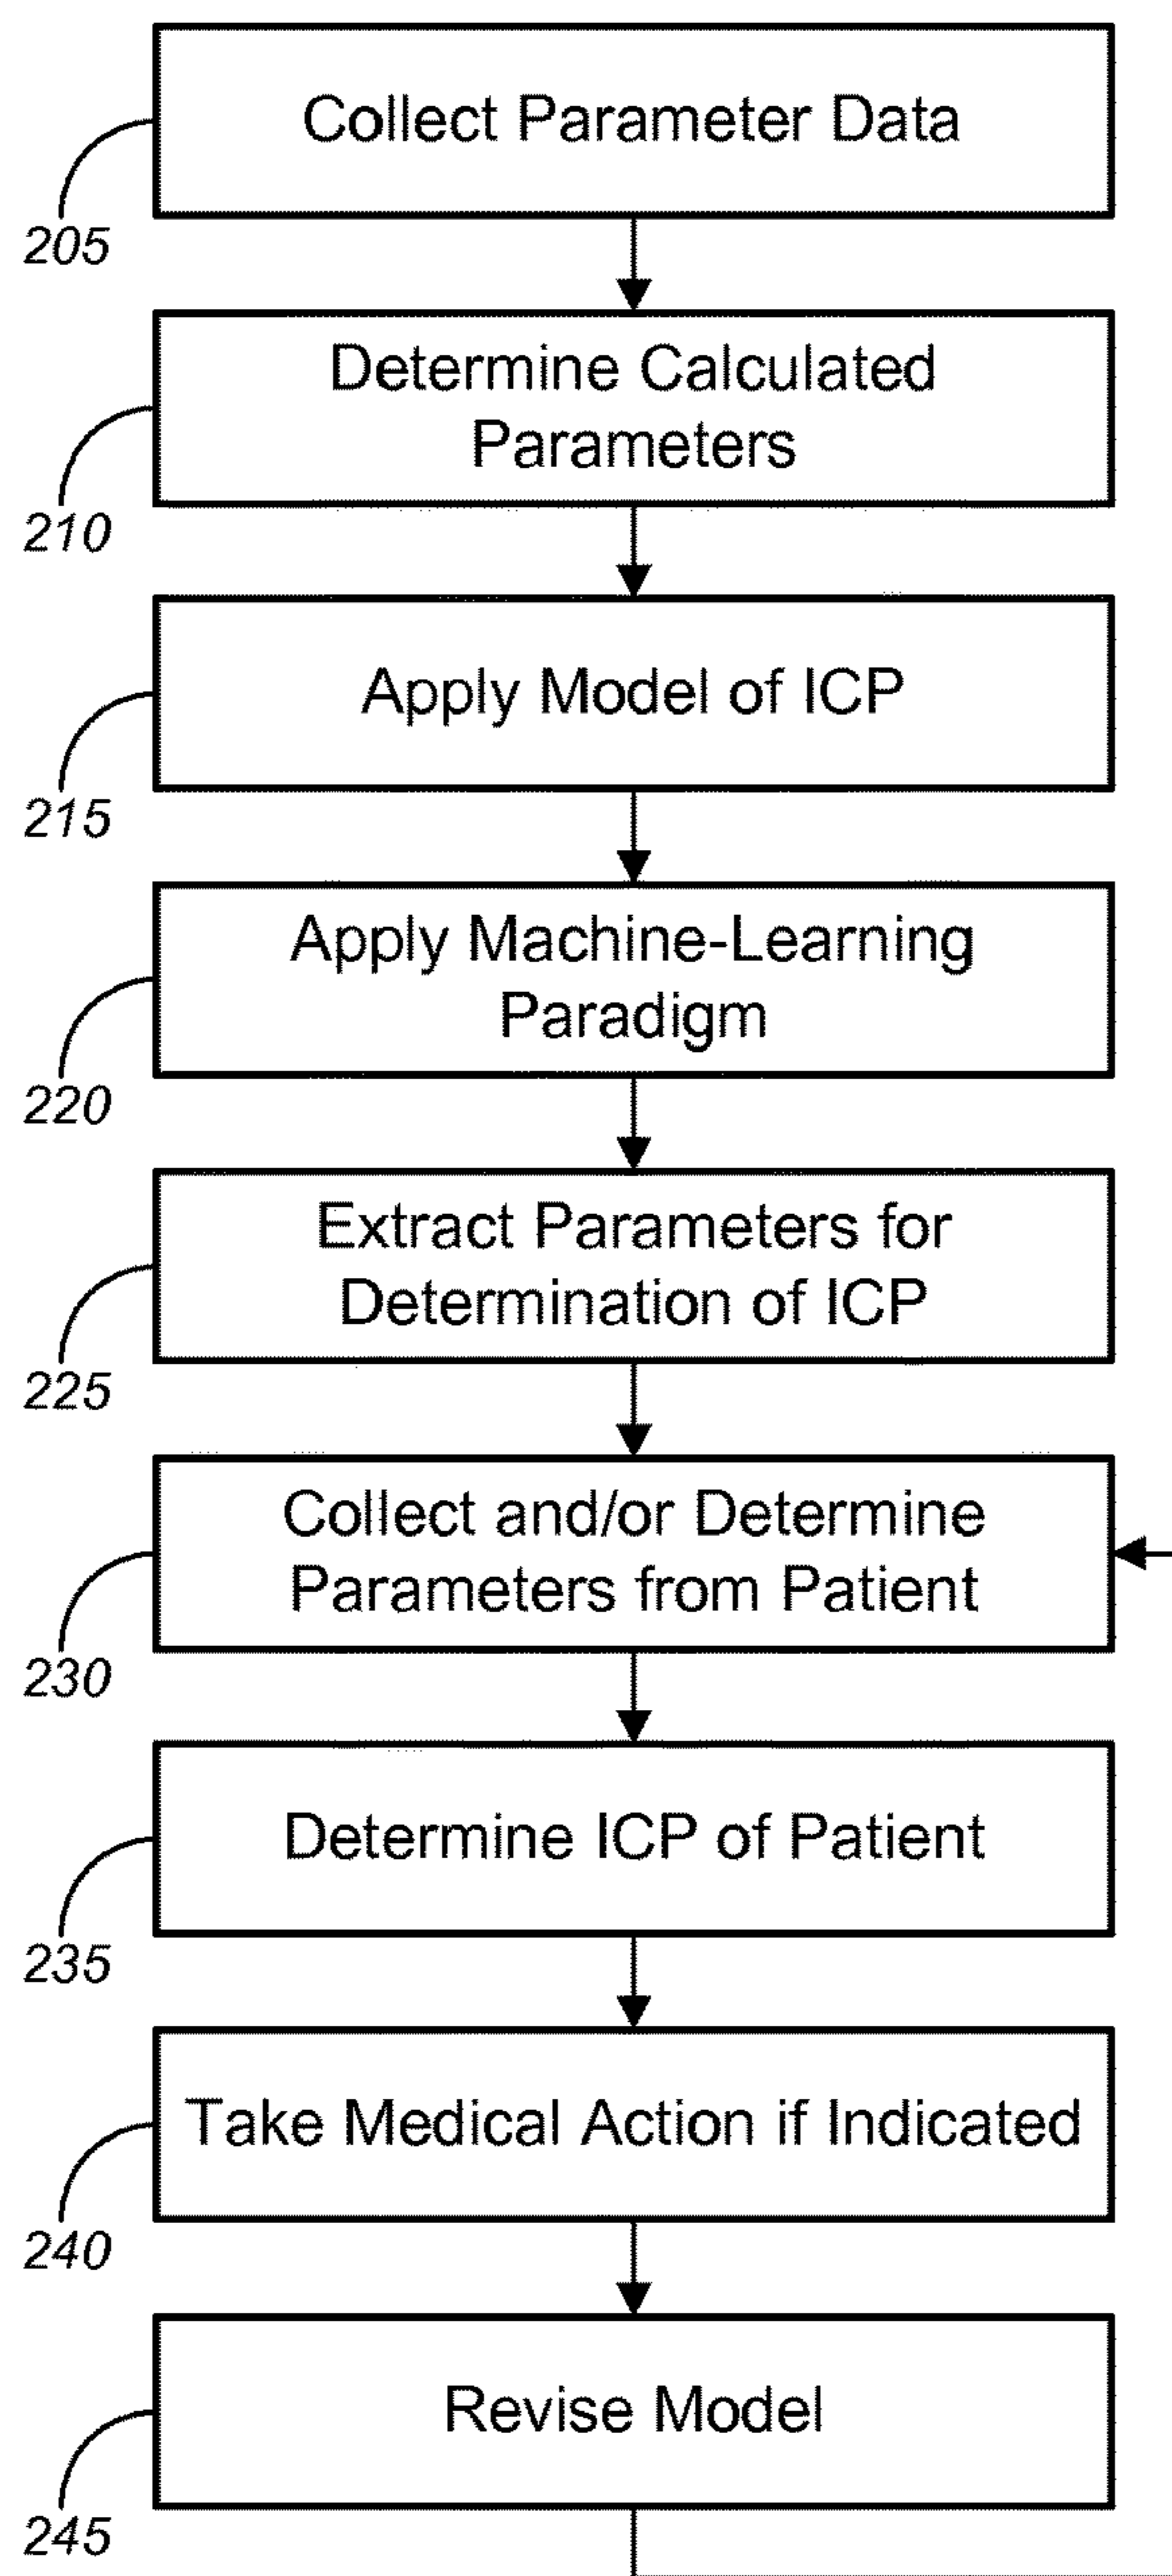 Collect Parameter Data
205
Determine Calculated
Parameters
210
Apply Model of ICP
215
Apply Machine-Learning
Paradigm
220
Extract Parameters for
Determination of ICP
225
Collect and/or Determine
Parameters from Patient
230
Determine ICP of Patient
235
Take Medical Action if Indicated
240
Revise Model
245